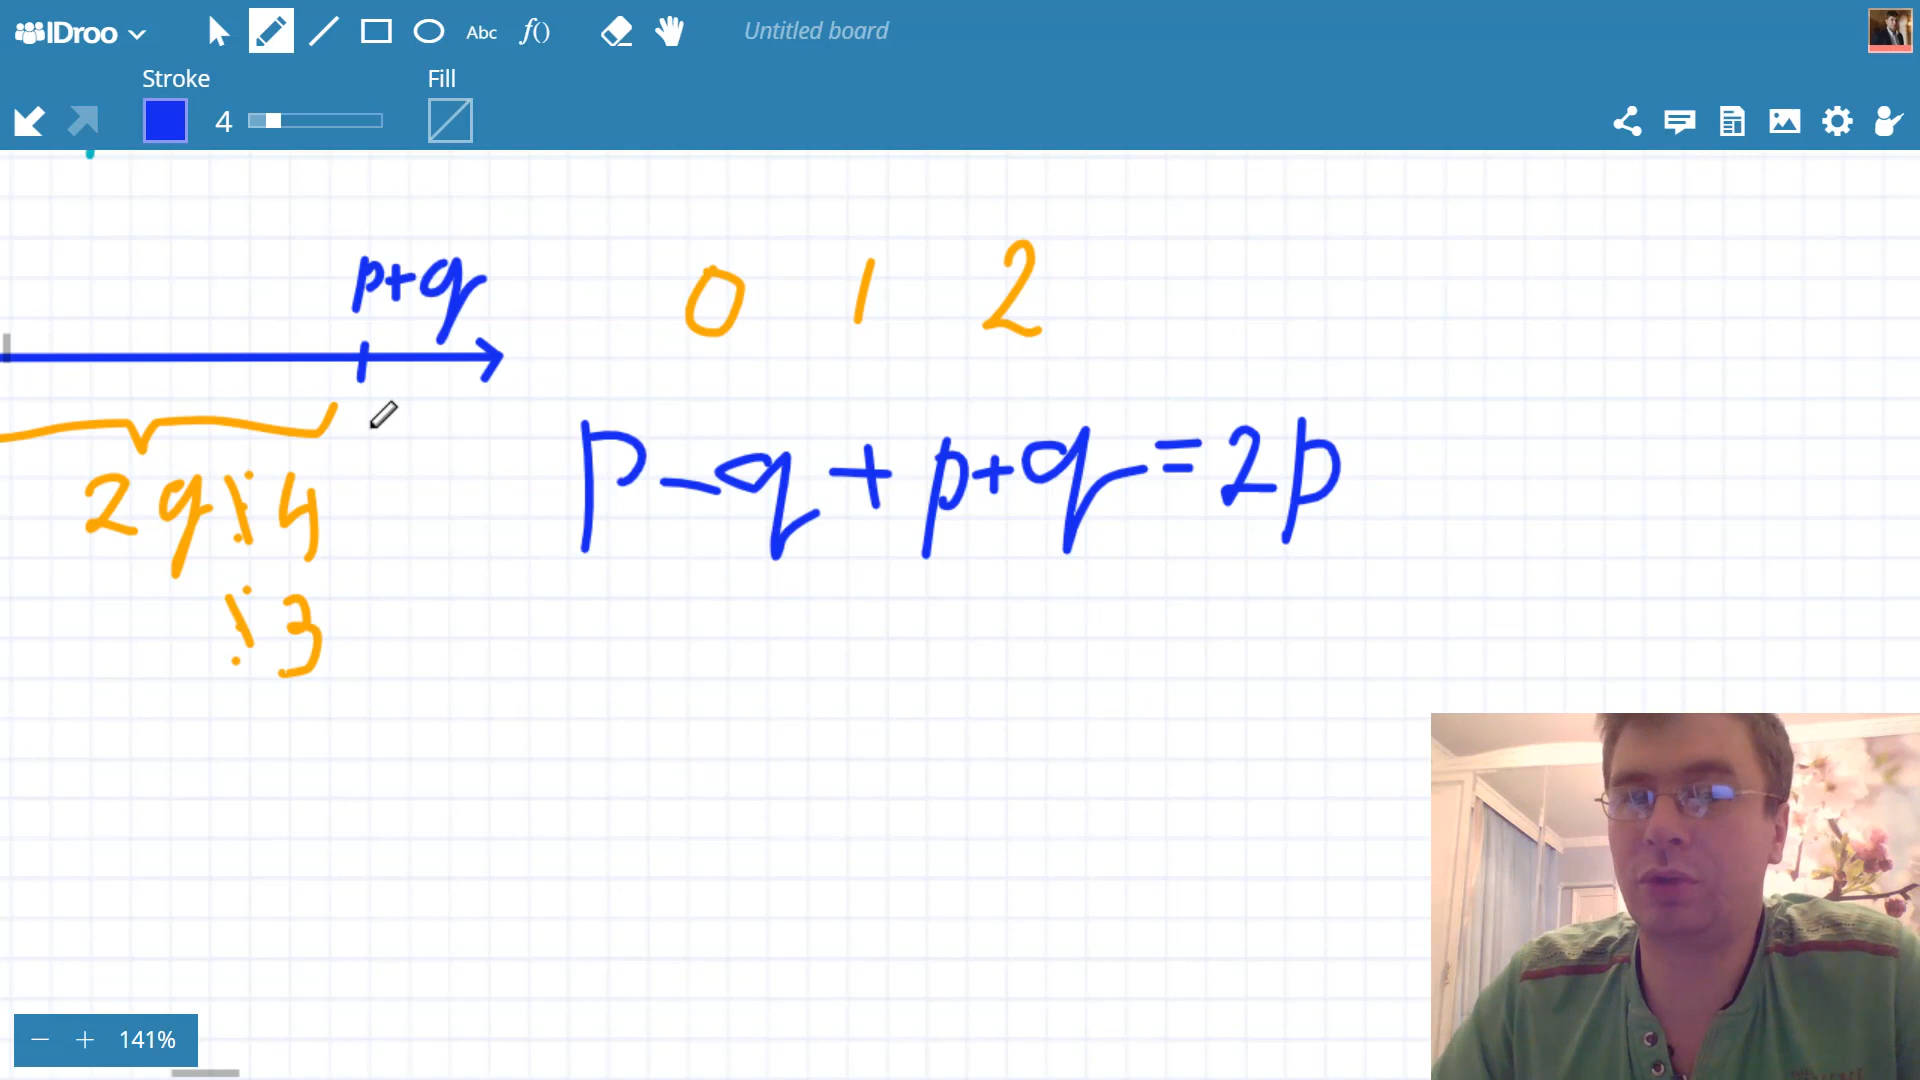 IDroo
Abc
f()
Untitled board
Stroke
Fill
4
p+q
0 1 2
p-q+p+q=2p
2q⋮4
⋮3
− + 141%